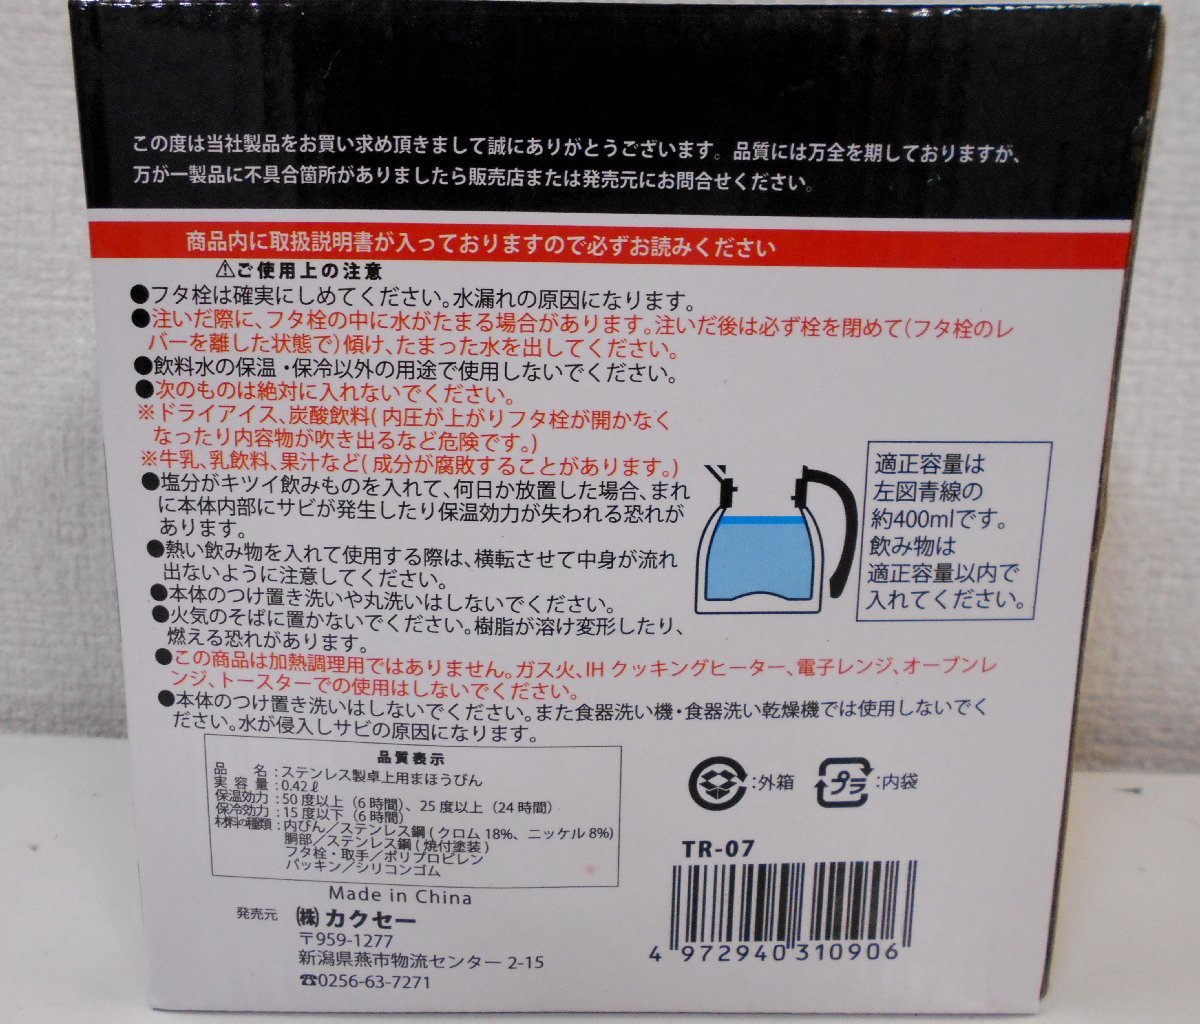 この度は当社製品をお買い求め頂きまして誠にありがとうございます。品質には万全を期しておりますが、
万が一製品に不具合箇所がありましたら販売店または発売元にお問合せください。
商品内に取扱説明書が入っておりますので必ずお読みください
⚠ご使用上の注意
●フタ栓は確実にしめてください。水漏れの原因になります。
●注いだ際に、フタ栓の中に水がたまる場合があります。注いだ後は必ず栓を閉めて(フタ栓のレ
バーを離した状態で)傾け、たまった水を出してください。
●飲料水の保温・保冷以外の用途で使用しないでください。
●次のものは絶対に入れないでください。
※ドライアイス、炭酸飲料(内圧が上がりフタ栓が開かなく
なったり内容物が吹き出るなど危険です。)
※牛乳、乳飲料、果汁など(成分が腐敗することがあります。)
●塩分がキツイ飲みものを入れて、何日か放置した場合、まれ
に本体内部にサビが発生したり保温効力が失われる恐れが
あります。
●熱い飲み物を入れて使用する際は、横転させて中身が流れ
出ないように注意してください。
●本体のつけ置き洗いや丸洗いはしないでください。
●火気のそばに置かないでください。樹脂が溶け変形したり、
燃える恐れがあります。
●この商品は加熱調理用ではありません。ガス火、IHクッキングヒーター、電子レンジ、オーブンレ
ンジ、トースターでの使用はしないでください。
●本体のつけ置き洗いはしないでください。また食器洗い機・食器洗い乾燥機では使用しないでく
ださい。水が侵入しサビの原因になります。
適正容量は
左図青線の
約400mlです。
飲み物は
適正容量以内で
入れてください。
品質表示
品名:ステンレス製卓上用まほうびん
実容量:0.42ℓ
保温効力:50度以上(6時間)、25度以上(24時間)
保冷効力:15度以下(6時間)
材料の種類:内びん/ステンレス鋼(クロム18%、ニッケル8%)
胴部/ステンレス鋼(焼付塗装)
フタ栓・取手/ポリプロピレン
パッキン/シリコンゴム
Made in China
発売元 ㈱カクセー
〒959-1277
新潟県燕市物流センター2-15
☎0256-63-7271
:外箱 プラ:内袋
TR-07
4 972940 310906